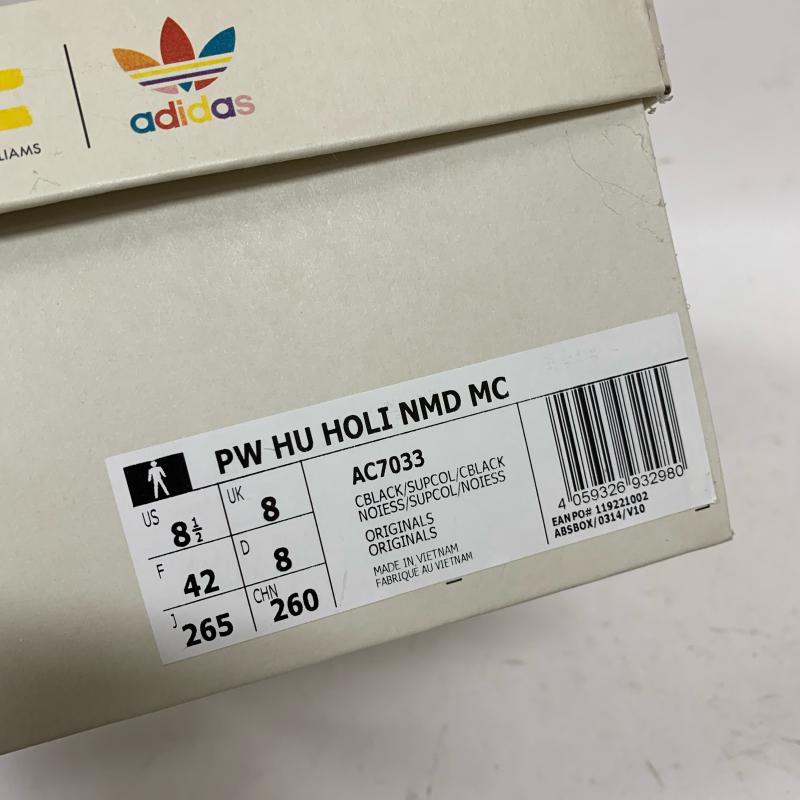 LIAMS
adidas
PW HU HOLI NMD MC
US 8½
UK 8
F 42
D 8
J 265
CHN 260
AC7033
CBLACK/SUPCOL/CBLACK
NOIESS/SUPCOL/NOIESS
ORIGINALS
ORIGINALS
MADE IN VIETNAM
FABRIQUÉ AU VIETNAM
4 059326 932980
EAN PO# 119221002
ABSBOX/0314/V10